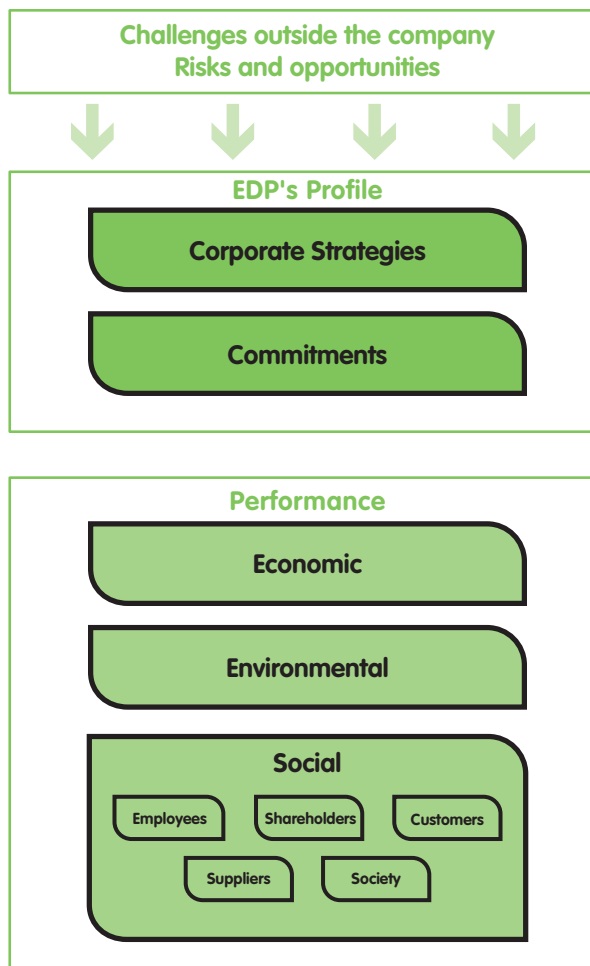 Challenges outside the company
Risks and opportunities
EDP's Profile
Corporate Strategies
Commitments
Performance
Economic
Environmental
Social
Employees
Shareholders
Customers
Suppliers
Society